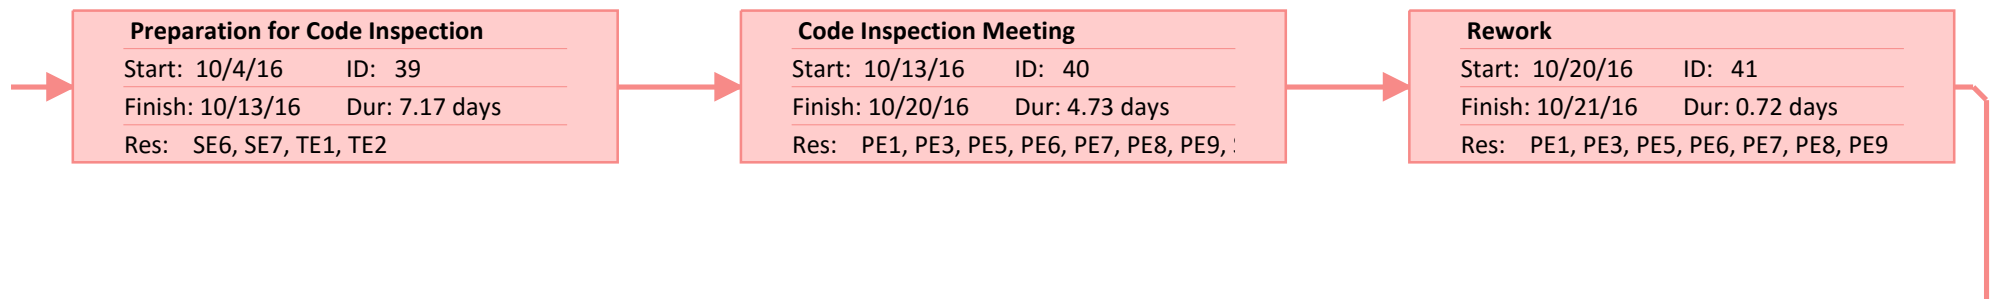 Preparation for Code Inspection
Start: 10/4/16 ID: 39
Finish: 10/13/16 Dur: 7.17 days
Res: SE6, SE7, TE1, TE2
Code Inspection Meeting
Start: 10/13/16 ID: 40
Finish: 10/20/16 Dur: 4.73 days
Res: PE1, PE3, PE5, PE6, PE7, PE8, PE9,
Rework
Start: 10/20/16 ID: 41
Finish: 10/21/16 Dur: 0.72 days
Res: PE1, PE3, PE5, PE6, PE7, PE8, PE9